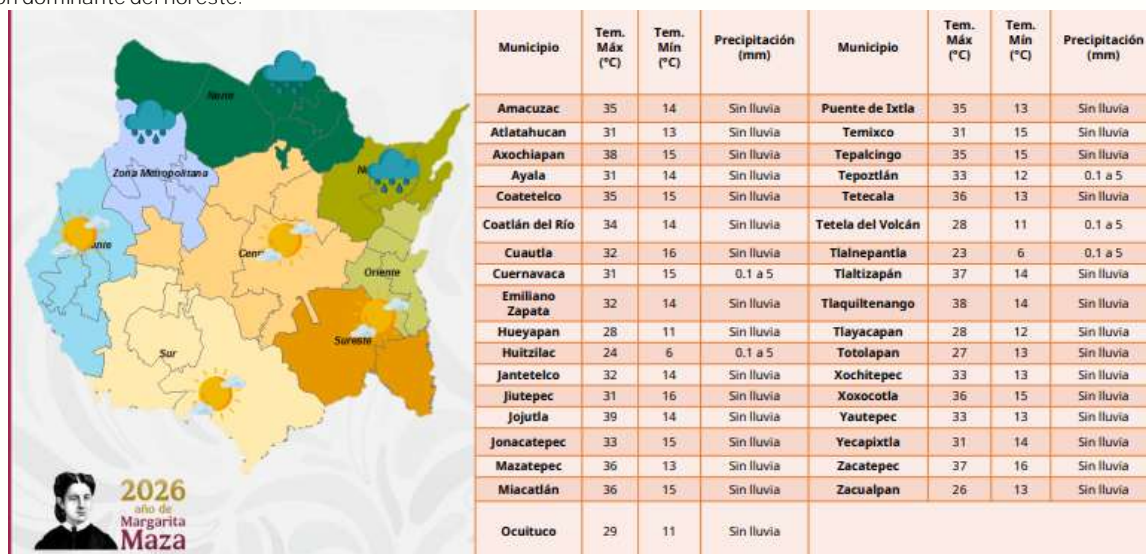 ón dominante del noreste.
Norte
Zona Metropolitana
Oriente
Sureste
Sur
2026
año de
Margarita
Maza
Municipio Tem. Máx (°C) Tem. Mín (°C) Precipitación (mm) Municipio Tem. Máx (°C) Tem. Mín (°C) Precipitación (mm)
Amacuzac 35 14 Sin lluvia Puente de Ixtla 35 13 Sin lluvia
Atlatahucan 31 13 Sin lluvia Temixco 31 15 Sin lluvia
Axochiapan 38 15 Sin lluvia Tepalcingo 35 15 Sin lluvia
Ayala 31 14 Sin lluvia Tepoztlán 33 12 0.1 a 5
Coatetelco 35 15 Sin lluvia Tetecala 36 13 Sin lluvia
Coatlán del Río 34 14 Sin lluvia Tetela del Volcán 28 11 0.1 a 5
Cuautla 32 16 Sin lluvia Tlalnepantla 23 6 0.1 a 5
Cuernavaca 31 15 0.1 a 5 Tlaltizapán 37 14 Sin lluvia
Emiliano Zapata 32 14 Sin lluvia Tlaquiltenango 38 14 Sin lluvia
Hueyapan 28 11 Sin lluvia Tlayacapan 28 12 Sin lluvia
Huitzilac 24 6 0.1 a 5 Totolapan 27 13 Sin lluvia
Jantetelco 32 14 Sin lluvia Xochitepec 33 13 Sin lluvia
Jiutepec 31 16 Sin lluvia Xoxocotla 36 15 Sin lluvia
Jojutla 39 14 Sin lluvia Yautepec 33 13 Sin lluvia
Jonacatepec 33 15 Sin lluvia Yecapixtla 31 14 Sin lluvia
Mazatepec 36 13 Sin lluvia Zacatepec 37 16 Sin lluvia
Miacatlán 36 15 Sin lluvia Zacualpan 26 13 Sin lluvia
Ocuituco 29 11 Sin lluvia